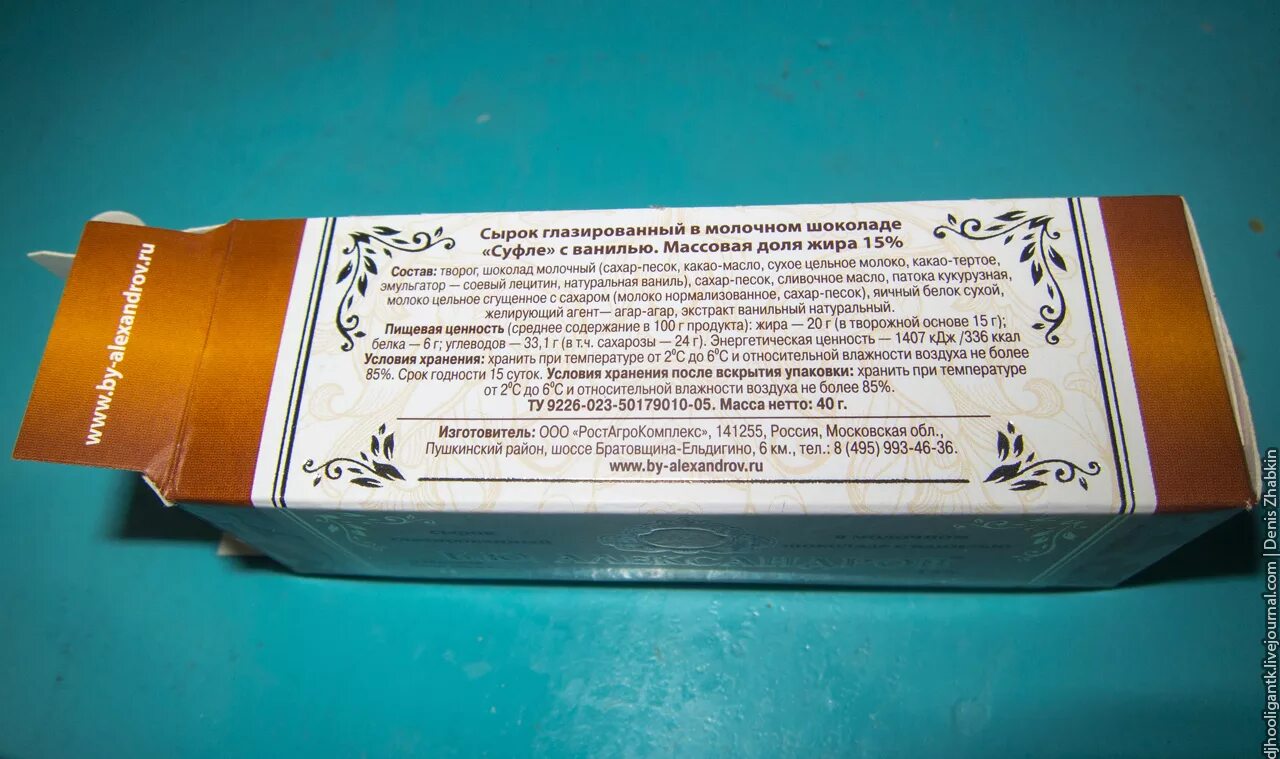 www.by-alexandrov.ru
Сырок глазированный в молочном шоколаде
«Суфле» с ванилью. Массовая доля жира 15%
Состав: творог, шоколад молочный (сахар-песок, какао-масло, сухое цельное молоко, какао-тертое,
эмульгатор — соевый лецитин, натуральная ваниль), сахар-песок, сливочное масло, патока кукурузная,
молоко цельное сгущенное с сахаром (молоко нормализованное, сахар-песок), яичный белок сухой,
желирующий агент— агар-агар, экстракт ванильный натуральный.
Пищевая ценность (среднее содержание в 100 г продукта): жира — 20 г (в творожной основе 15 г);
белка — 6 г; углеводов — 33,1 г (в т.ч. сахарозы — 24 г). Энергетическая ценность — 1407 кДж /336 ккал
Условия хранения: хранить при температуре от 2⁰С до 6⁰С и относительной влажности воздуха не более
85%. Срок годности 15 суток. Условия хранения после вскрытия упаковки: хранить при температуре
от 2⁰С до 6⁰С и относительной влажности воздуха не более 85%.
ТУ 9226-023-50179010-05. Масса нетто: 40 г.
Изготовитель: ООО «РостАгроКомплекс», 141255, Россия, Московская обл.,
Пушкинский район, шоссе Братовщина-Ельдигино, 6 км., тел.: 8 (495) 993-46-36.
www.by-alexandrov.ru
djhooligantk.livejournal.com | Denis Zhabkin